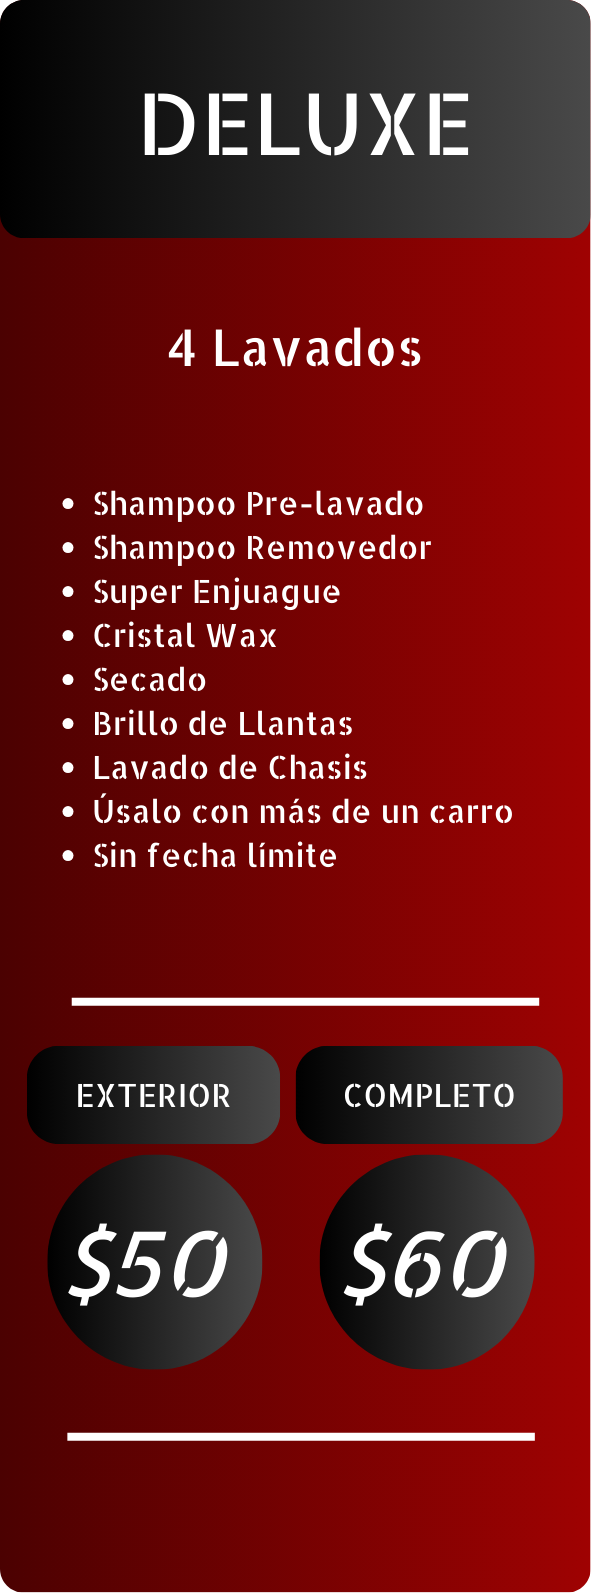 DELUXE
4 Lavados
• Shampoo Pre-lavado
• Shampoo Removedor
• Super Enjuague
• Cristal Wax
• Secado
• Brillo de Llantas
• Lavado de Chasis
• Úsalo con más de un carro
• Sin fecha límite
EXTERIOR COMPLETO
$50 $60